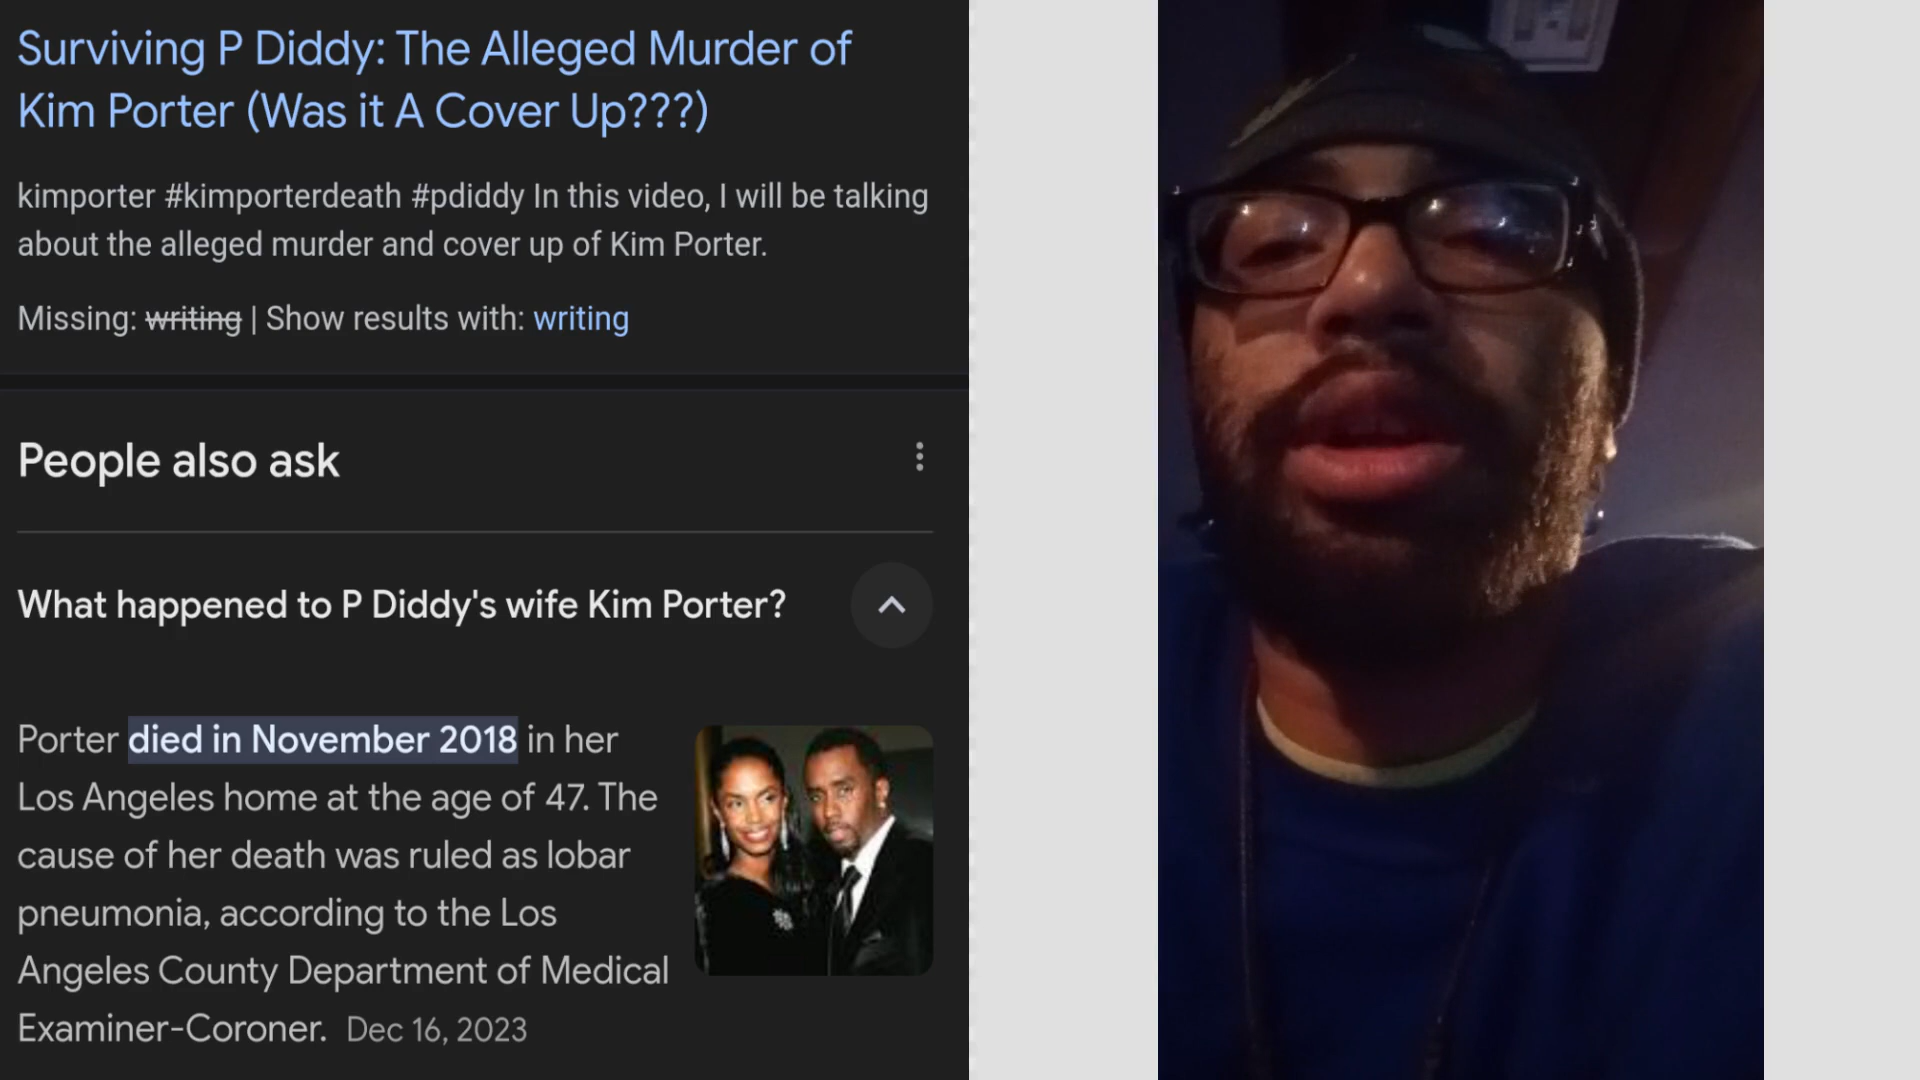 Surviving P Diddy: The Alleged Murder of
Kim Porter (Was it A Cover Up???)
kimporter #kimporterdeath #pdiddy In this video, I will be talking
about the alleged murder and cover up of Kim Porter.
Missing: writing | Show results with: writing
People also ask
What happened to P Diddy's wife Kim Porter?
Porter died in November 2018 in her
Los Angeles home at the age of 47. The
cause of her death was ruled as lobar
pneumonia, according to the Los
Angeles County Department of Medical
Examiner-Coroner. Dec 16, 2023